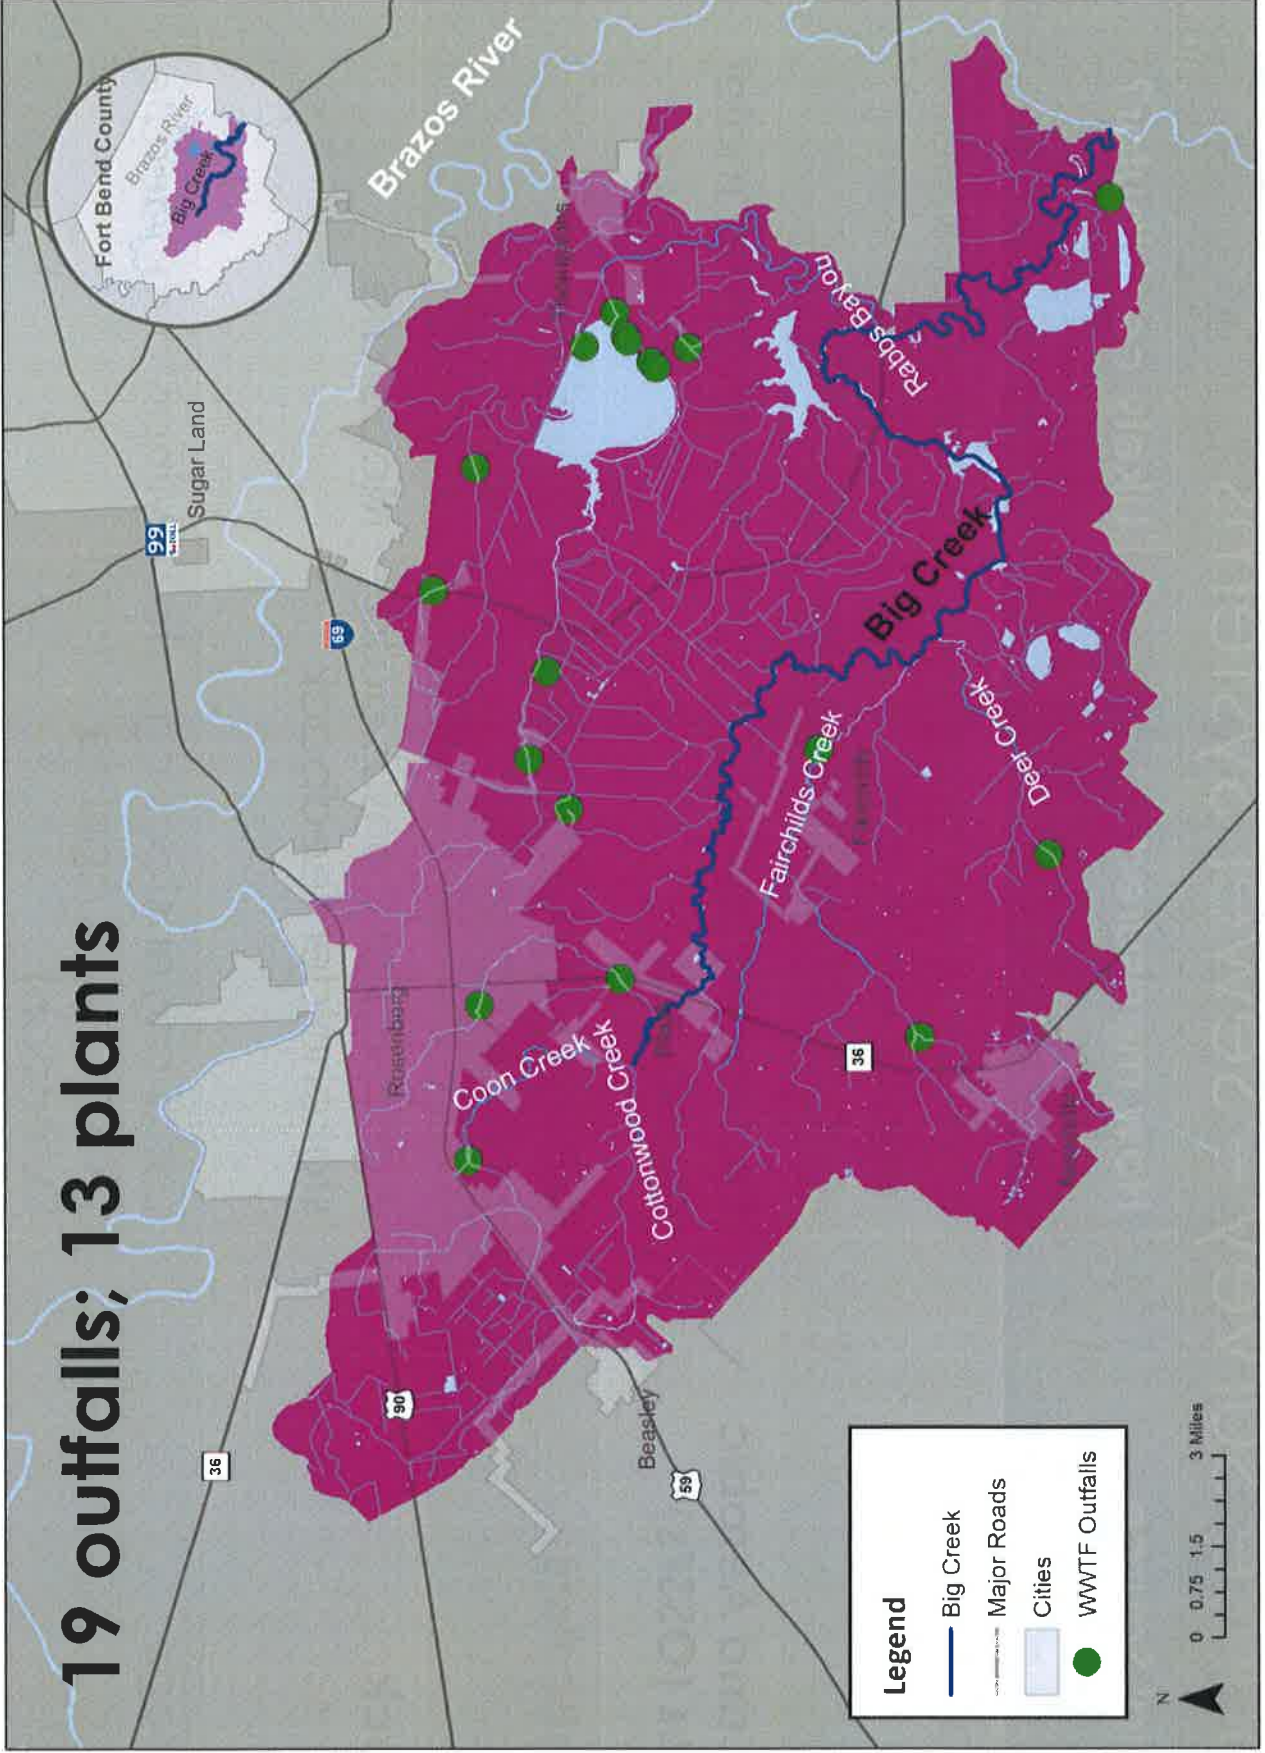 19 outfalls; 13 plants
Fort Bend County
Brazos River
Big Creek
Brazos River
Sugar Land
99
TOLL
69
36
90
Rosenberg
Coon Creek
Cottonwood Creek
Beasley
59
36
Fairchilds Creek
Big Creek
Rabbs Bayou
Deer Creek
Legend
Big Creek
Major Roads
Cities
WWTF Outfalls
N
0 0.75 1.5 3 Miles